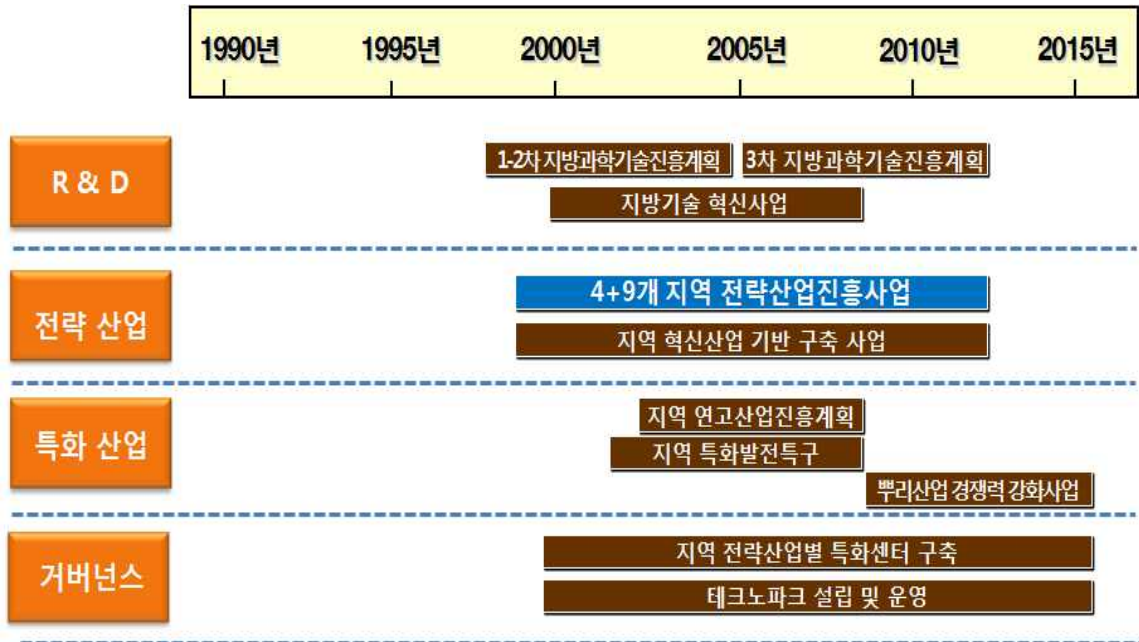 1990년 1995년 2000년 2005년 2010년 2015년
R & D
1-2차 지방과학기술진흥계획 3차 지방과학기술진흥계획
지방기술 혁신사업
전략 산업
4+9개 지역 전략산업진흥사업
지역 혁신산업 기반 구축 사업
특화 산업
지역 연고산업진흥계획
지역 특화발전특구
뿌리산업 경쟁력 강화사업
거버넌스
지역 전략산업별 특화센터 구축
테크노파크 설립 및 운영